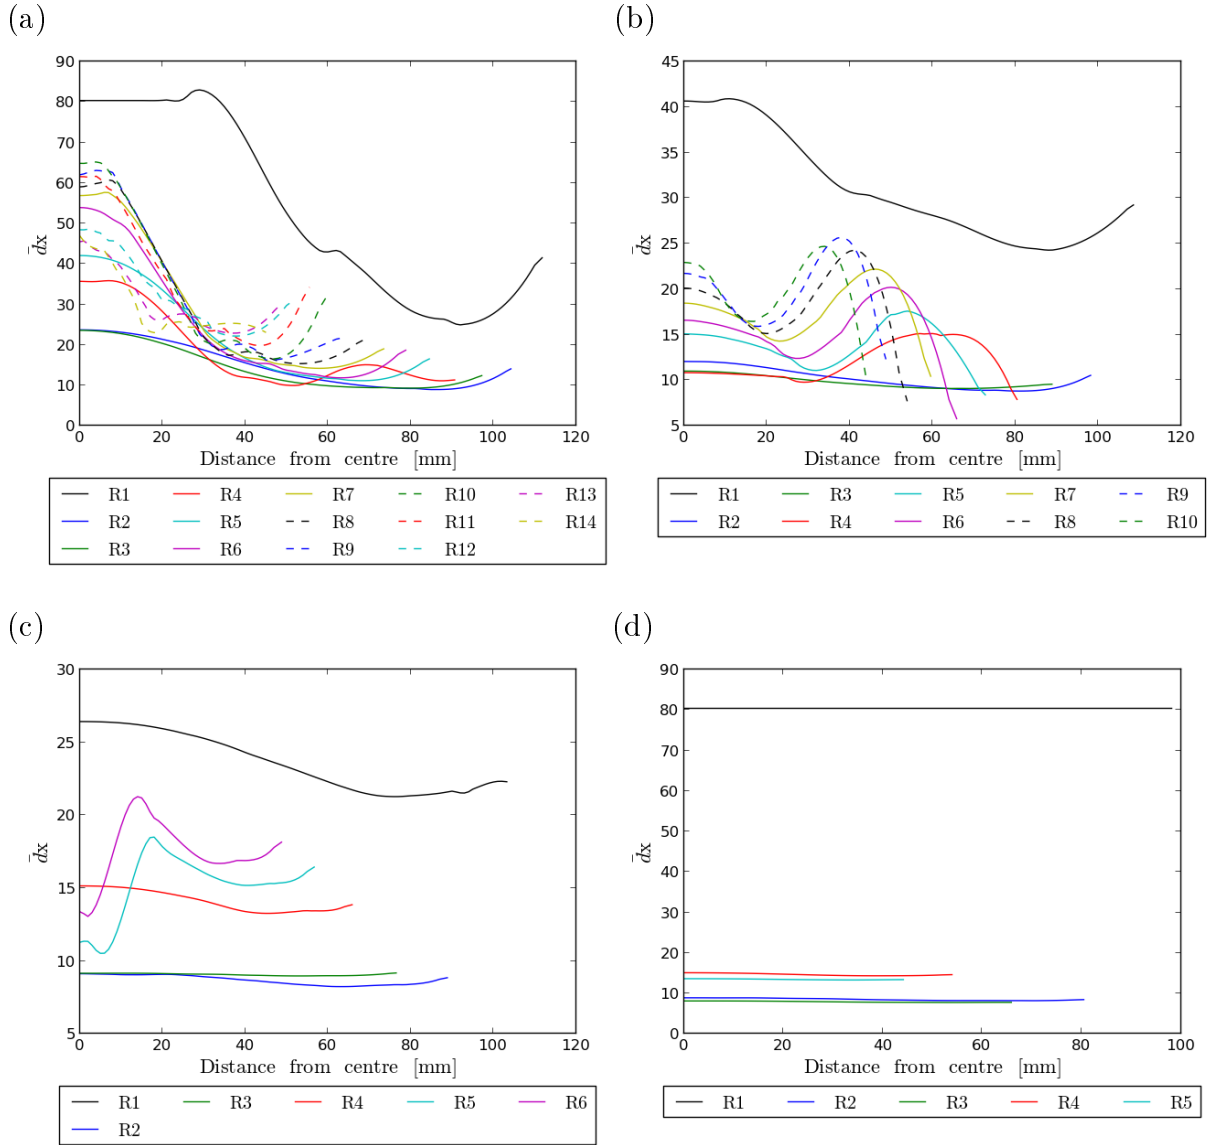 (a)
(b)
90
80
70
60
50
40
30
20
10
0
d̄x
0 20 40 60 80 100 120
Distance from centre [mm]
R1 R4 R7 R10 R13
R2 R5 R8 R11 R14
R3 R6 R9 R12
45
40
35
30
25
20
15
10
5
d̄x
0 20 40 60 80 100 120
Distance from centre [mm]
R1 R3 R5 R7 R9
R2 R4 R6 R8 R10
(c)
(d)
30
25
20
15
10
5
d̄x
0 20 40 60 80 100 120
Distance from centre [mm]
R1 R3 R4 R5 R6
R2
90
80
70
60
50
40
30
20
10
0
d̄x
0 20 40 60 80 100
Distance from centre [mm]
R1 R2 R3 R4 R5